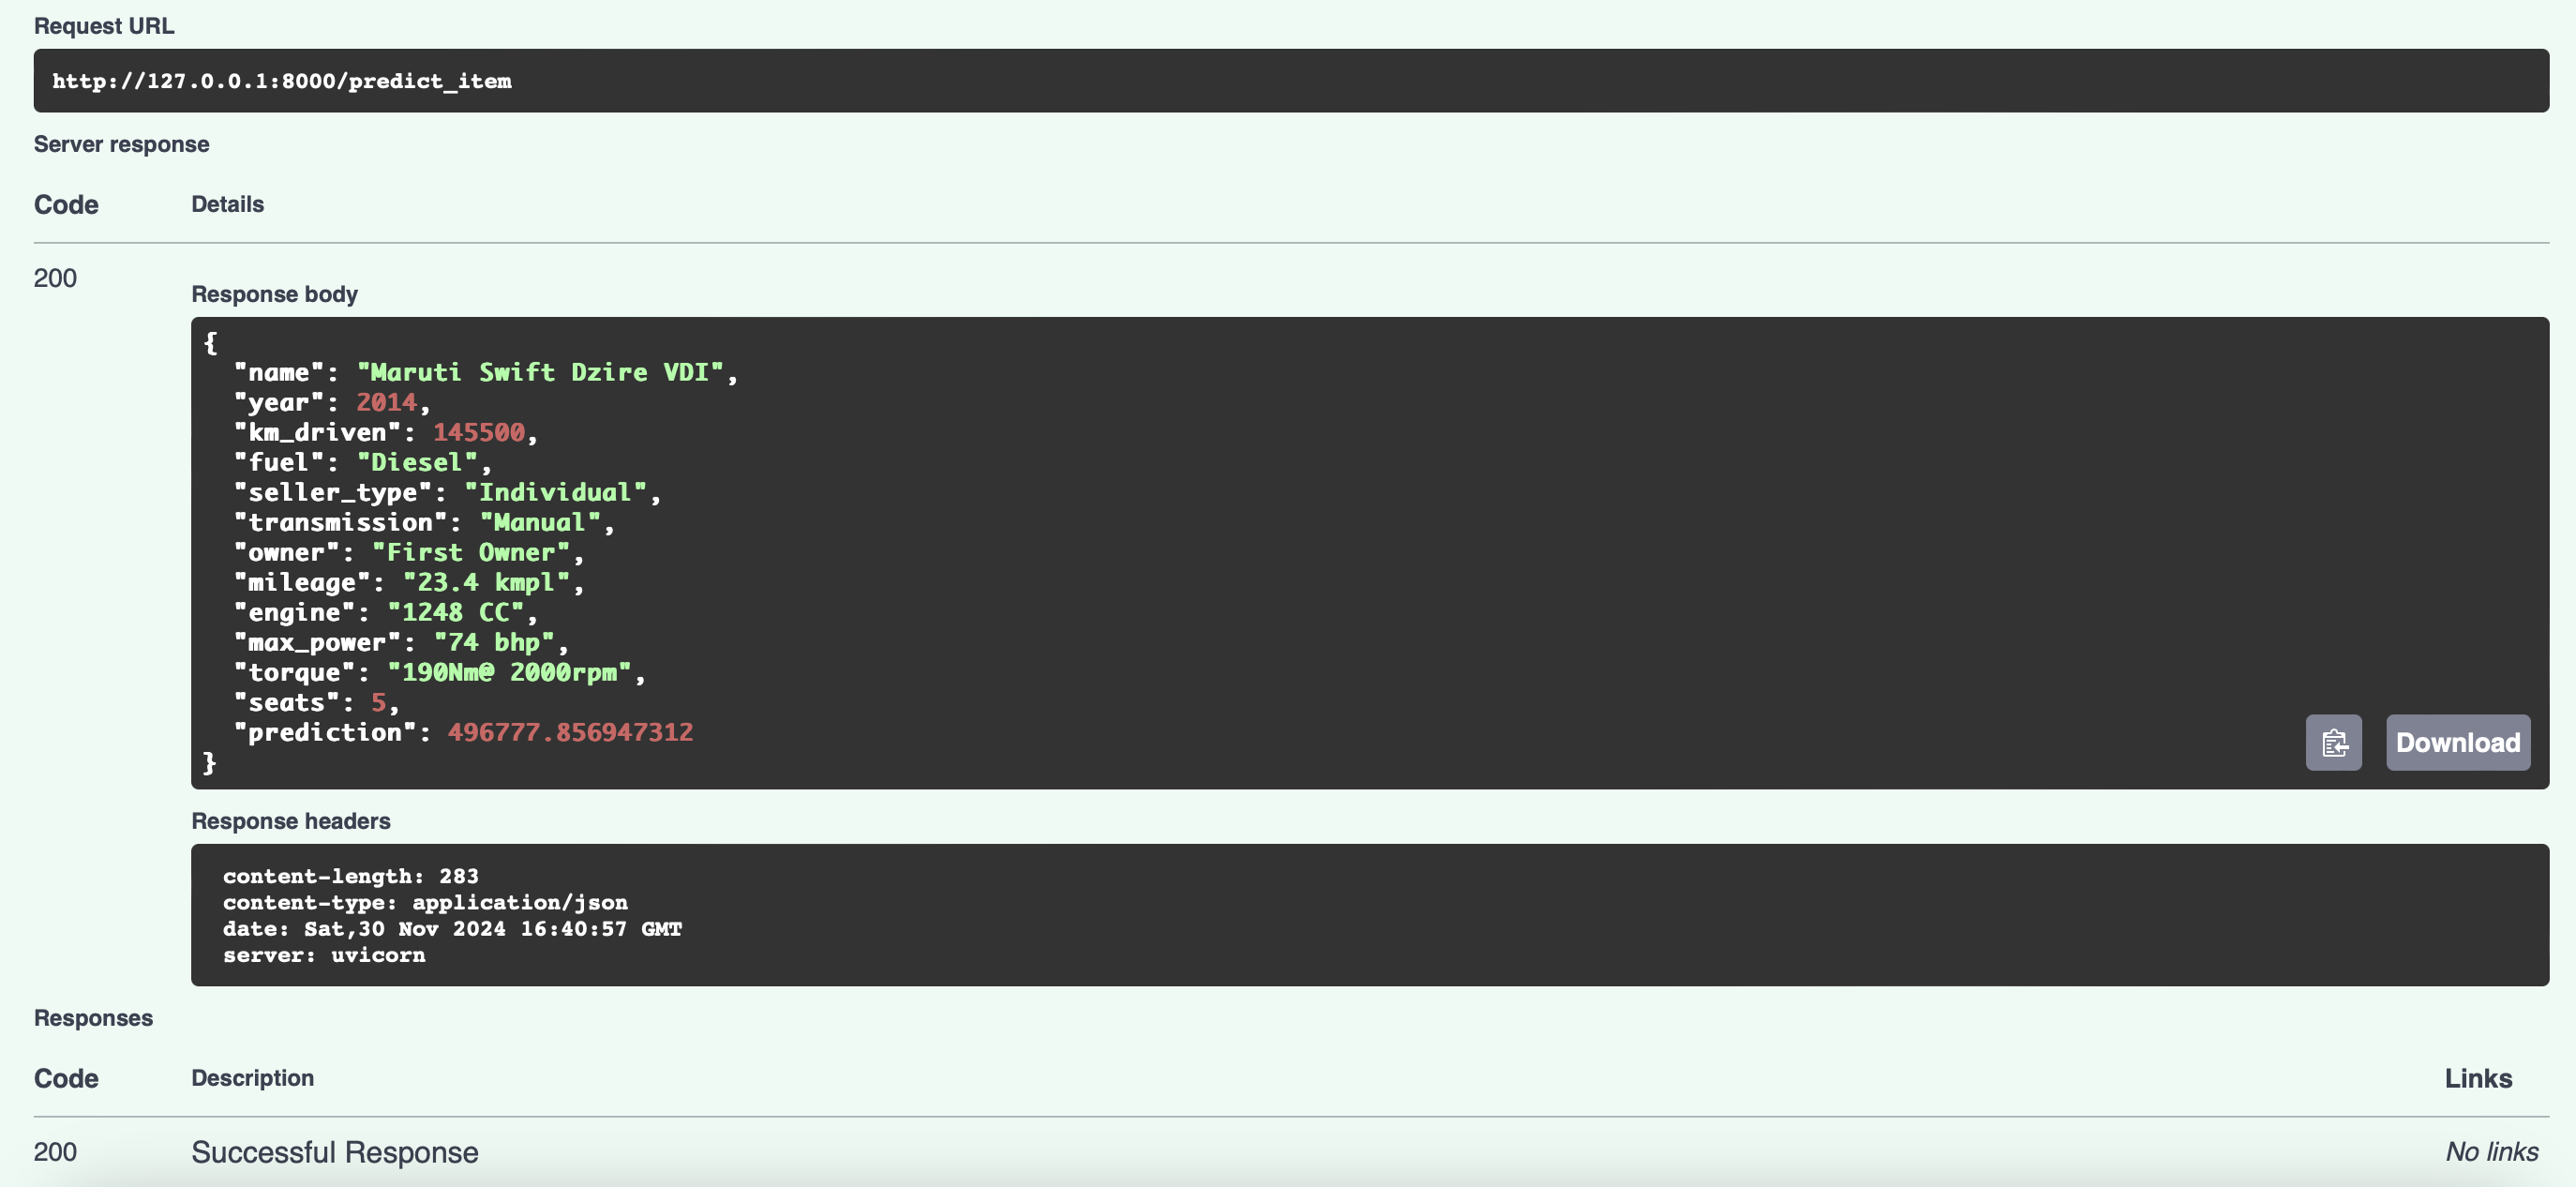 Request URL
http://127.0.0.1:8000/predict_item
Server response
Code Details
200
Response body
{
"name": "Maruti Swift Dzire VDI",
"year": 2014,
"km_driven": 145500,
"fuel": "Diesel",
"seller_type": "Individual",
"transmission": "Manual",
"owner": "First Owner",
"mileage": "23.4 kmpl",
"engine": "1248 CC",
"max_power": "74 bhp",
"torque": "190Nm@ 2000rpm",
"seats": 5,
"prediction": 496777.856947312
}
Download
Response headers
content-length: 283
content-type: application/json
date: Sat,30 Nov 2024 16:40:57 GMT
server: uvicorn
Responses
Code Description Links
200 Successful Response No links